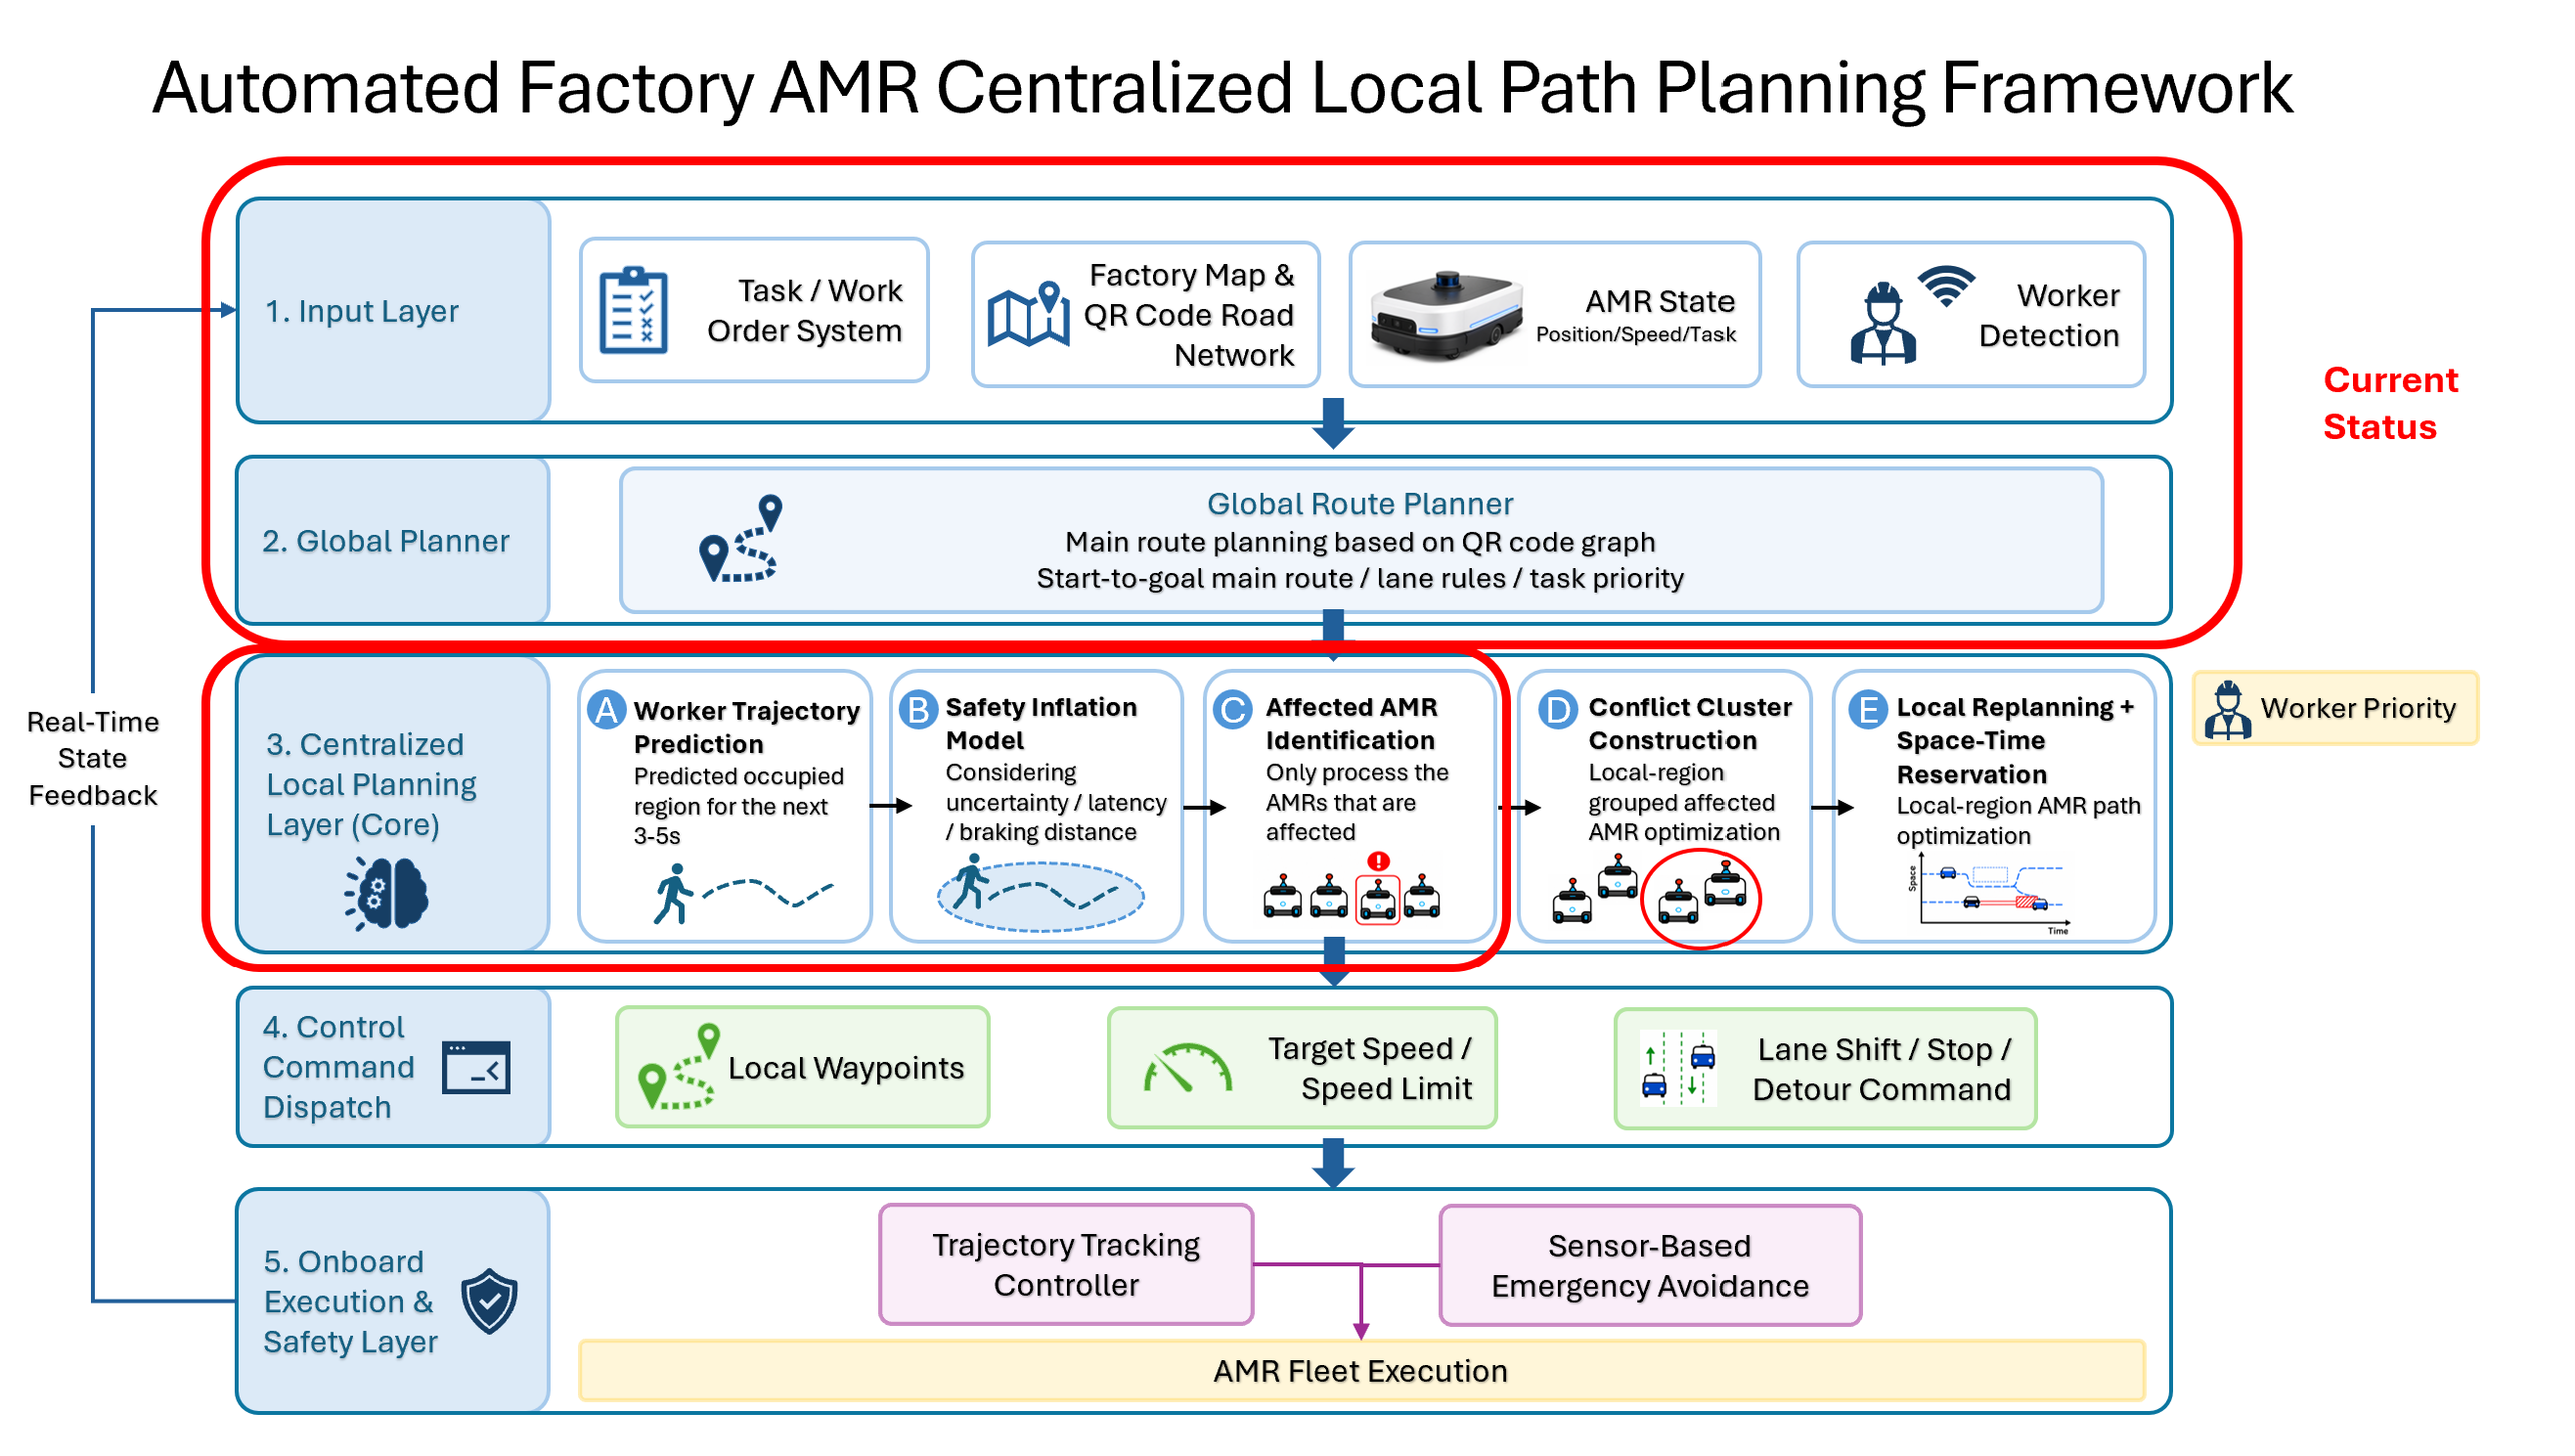 Automated Factory AMR Centralized Local Path Planning Framework
1. Input Layer
Task / Work
Order System
Factory Map &
QR Code Road
Network
AMR State
Position/Speed/Task
Worker
Detection
Current
Status
2. Global Planner
Global Route Planner
Main route planning based on QR code graph
Start-to-goal main route / lane rules / task priority
Real-Time
State
Feedback
3. Centralized
Local Planning
Layer (Core)
A
Worker Trajectory
Prediction
Predicted occupied
region for the next
3-5s
B
Safety Inflation
Model
Considering
uncertainty / latency
/ braking distance
C
Affected AMR
Identification
Only process the
AMRs that are
affected
!
D
Conflict Cluster
Construction
Local-region
grouped affected
AMR optimization
E
Local Replanning +
Space-Time
Reservation
Local-region AMR path
optimization
Space
Time
Worker Priority
4. Control
Command
Dispatch
Local Waypoints
Target Speed /
Speed Limit
Lane Shift / Stop /
Detour Command
5. Onboard
Execution &
Safety Layer
Trajectory Tracking
Controller
Sensor-Based
Emergency Avoidance
AMR Fleet Execution